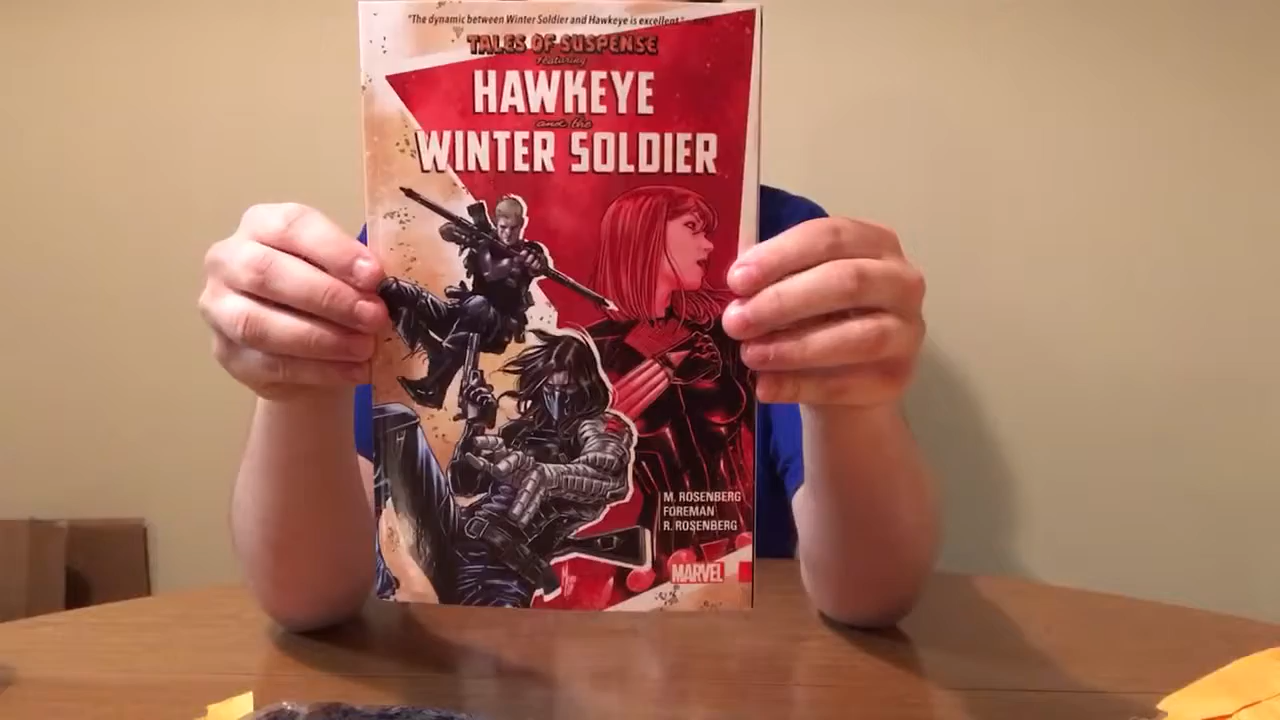 "The dynamic between Winter Soldier and Hawkeye is excellent."
TALES OF SUSPENSE
Featuring
HAWKEYE
and the
WINTER SOLDIER
M. ROSENBERG
FOREMAN
R. ROSENBERG
MARVEL